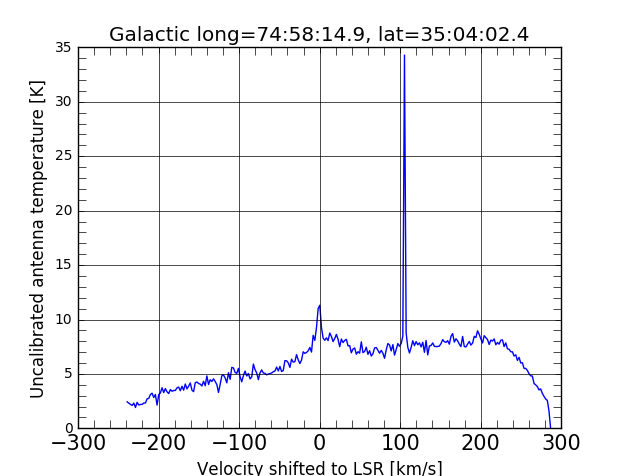 Galactic long=74:58:14.9, lat=35:04:02.4
Uncalibrated antenna temperature [K]
35
30
25
20
15
10
5
0
−300 −200 −100 0 100 200 300
Velocity shifted to LSR [km/s]